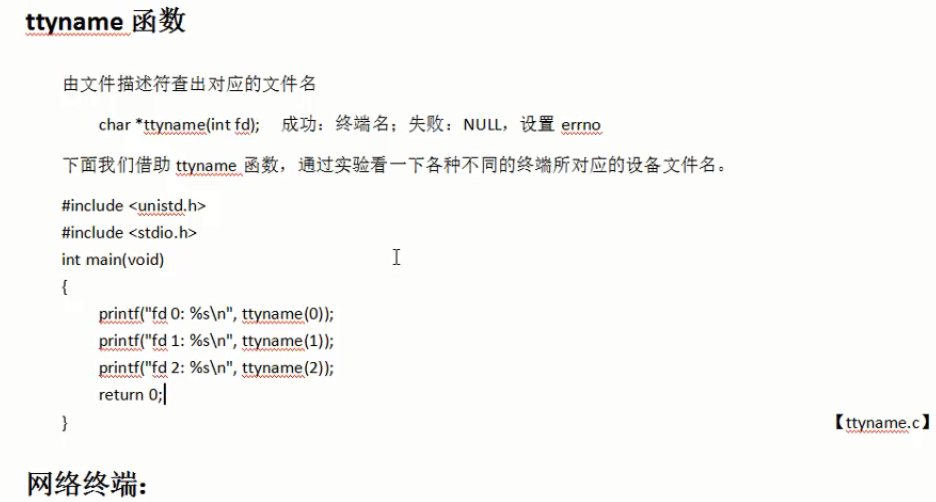 ttyname 函数
由文件描述符查出对应的文件名
char *ttyname(int fd); 成功：终端名；失败：NULL，设置 errno
下面我们借助 ttyname 函数，通过实验看一下各种不同的终端所对应的设备文件名。
#include <unistd.h>
#include <stdio.h>
int main(void)
{
printf("fd 0: %s\n", ttyname(0));
printf("fd 1: %s\n", ttyname(1));
printf("fd 2: %s\n", ttyname(2));
return 0;
} 【ttyname.c】
网络终端：